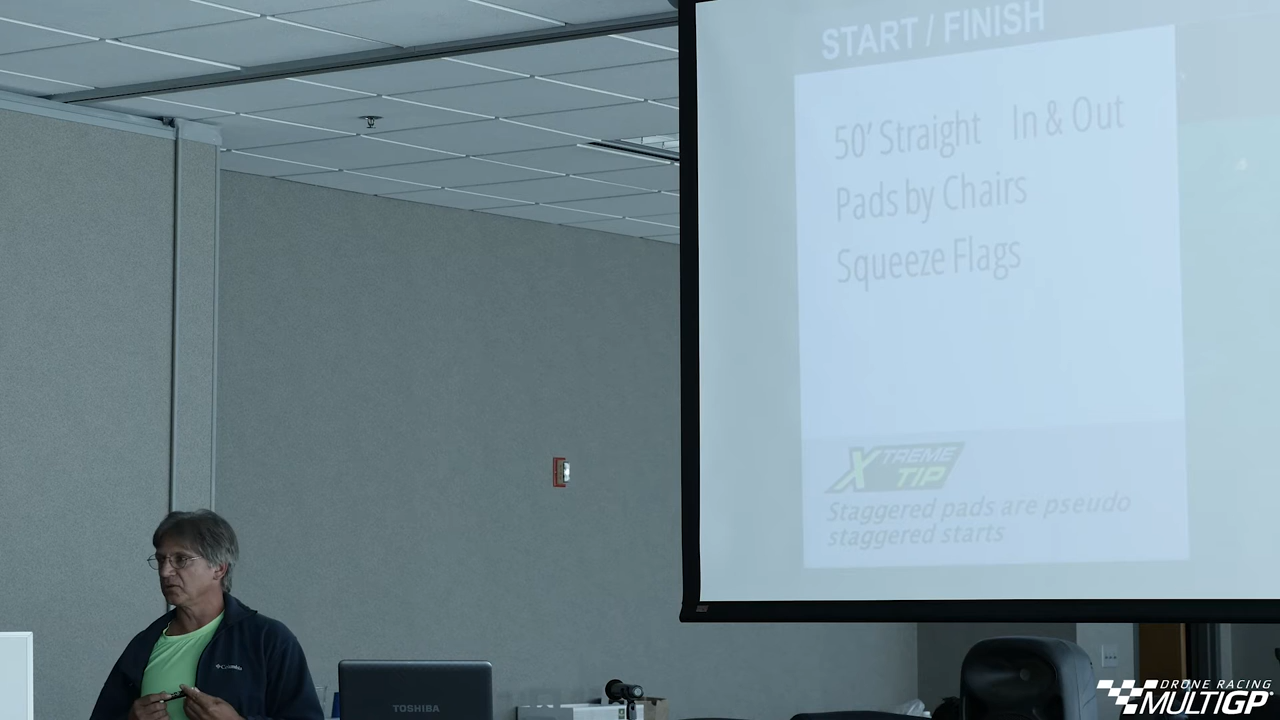 START / FINISH
50' Straight In & Out
Pads by Chairs
Squeeze Flags
XTREME
TIP
Staggered pads are pseudo
staggered starts
Columbia
TOSHIBA
DRONE RACING
MULTIGP